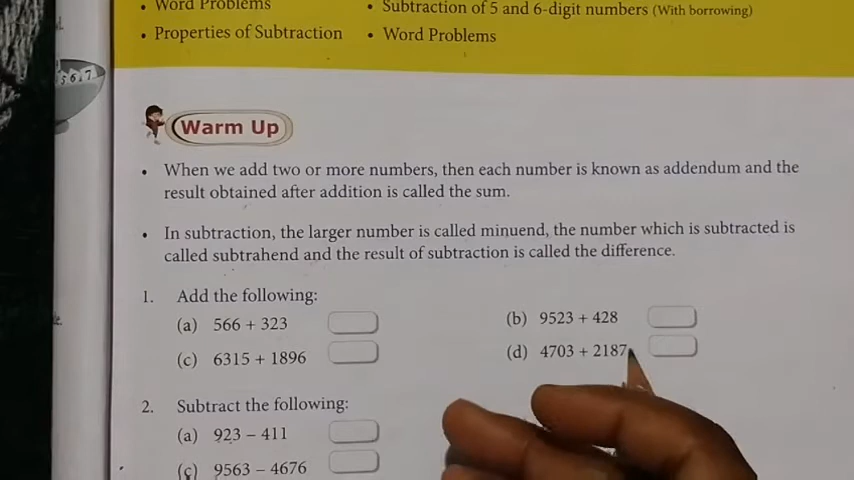 • Word Problems
• Subtraction of 5 and 6-digit numbers (With borrowing)
• Properties of Subtraction
• Word Problems
5 6 7
Warm Up
• When we add two or more numbers, then each number is known as addendum and the
result obtained after addition is called the sum.
• In subtraction, the larger number is called minuend, the number which is subtracted is
called subtrahend and the result of subtraction is called the difference.
1. Add the following:
(a) 566 + 323
(b) 9523 + 428
(c) 6315 + 1896
(d) 4703 + 2187
2. Subtract the following:
(a) 923 – 411
(c) 9563 – 4676